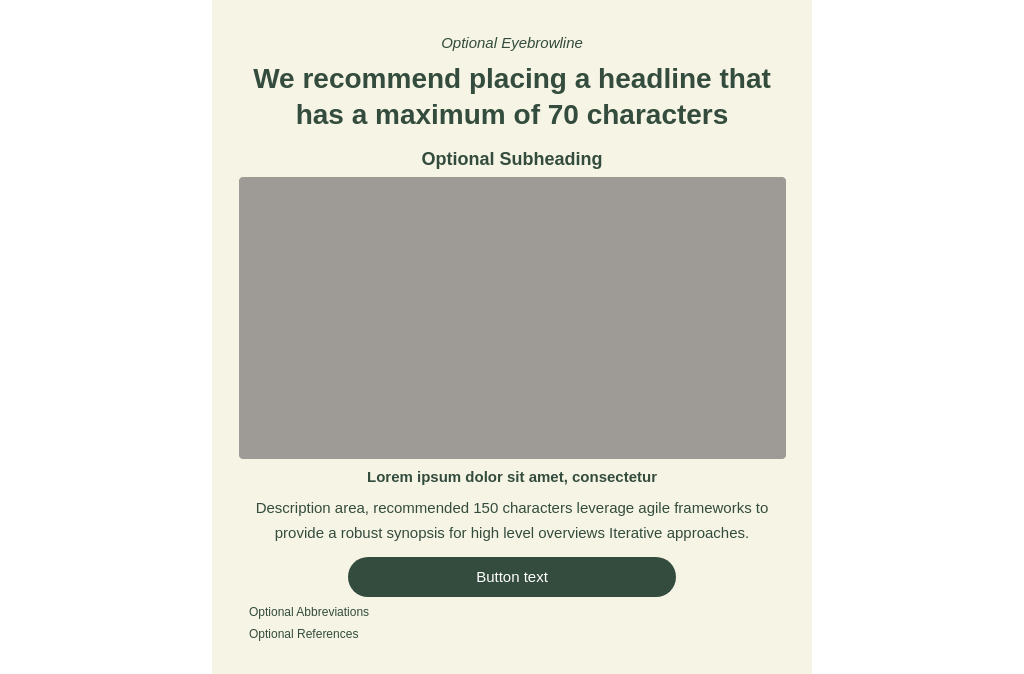 Optional Eyebrowline
We recommend placing a headline that
has a maximum of 70 characters
Optional Subheading
Lorem ipsum dolor sit amet, consectetur
Description area, recommended 150 characters leverage agile frameworks to
provide a robust synopsis for high level overviews Iterative approaches.
Button text
Optional Abbreviations
Optional References